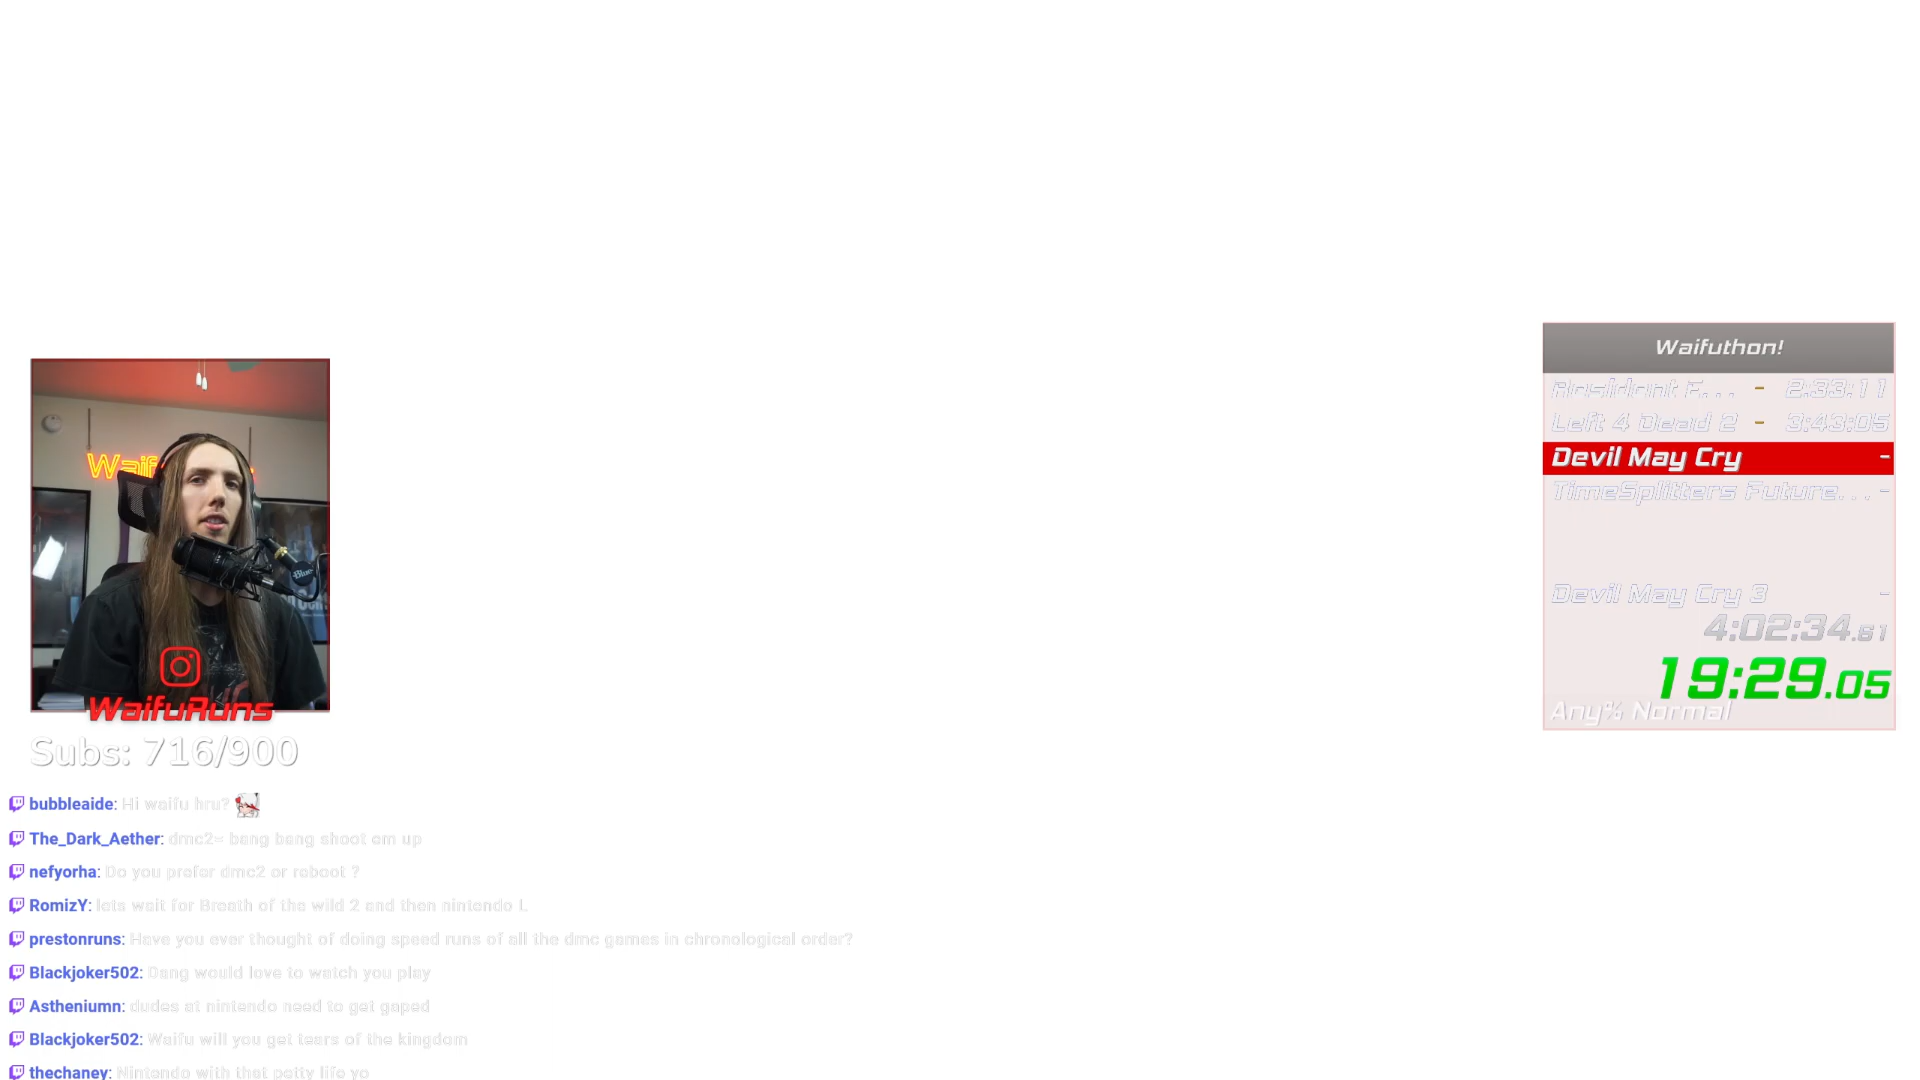 Waifuthon!
Resident E... - 2:33:11
Left 4 Dead 2 - 3:43:05
Devil May Cry -
TimeSplitters Future... -
Devil May Cry 3 -
4:02:34.61
19:29.05
Any% Normal
Waif
Blue
WaifuRuns
Subs: 716/900
bubbleaide: Hi waifu hru?
The_Dark_Aether: dmc2= bang bang shoot em up
nefyorha: Do you prefer dmc2 or reboot ?
RomizY: lets wait for Breath of the wild 2 and then nintendo L
prestonruns: Have you ever thought of doing speed runs of all the dmc games in chronological order?
Blackjoker502: Dang would love to watch you play
Astheniumn: dudes at nintendo need to get gaped
Blackjoker502: Waifu will you get tears of the kingdom
thechaney: Nintendo with that petty life yo